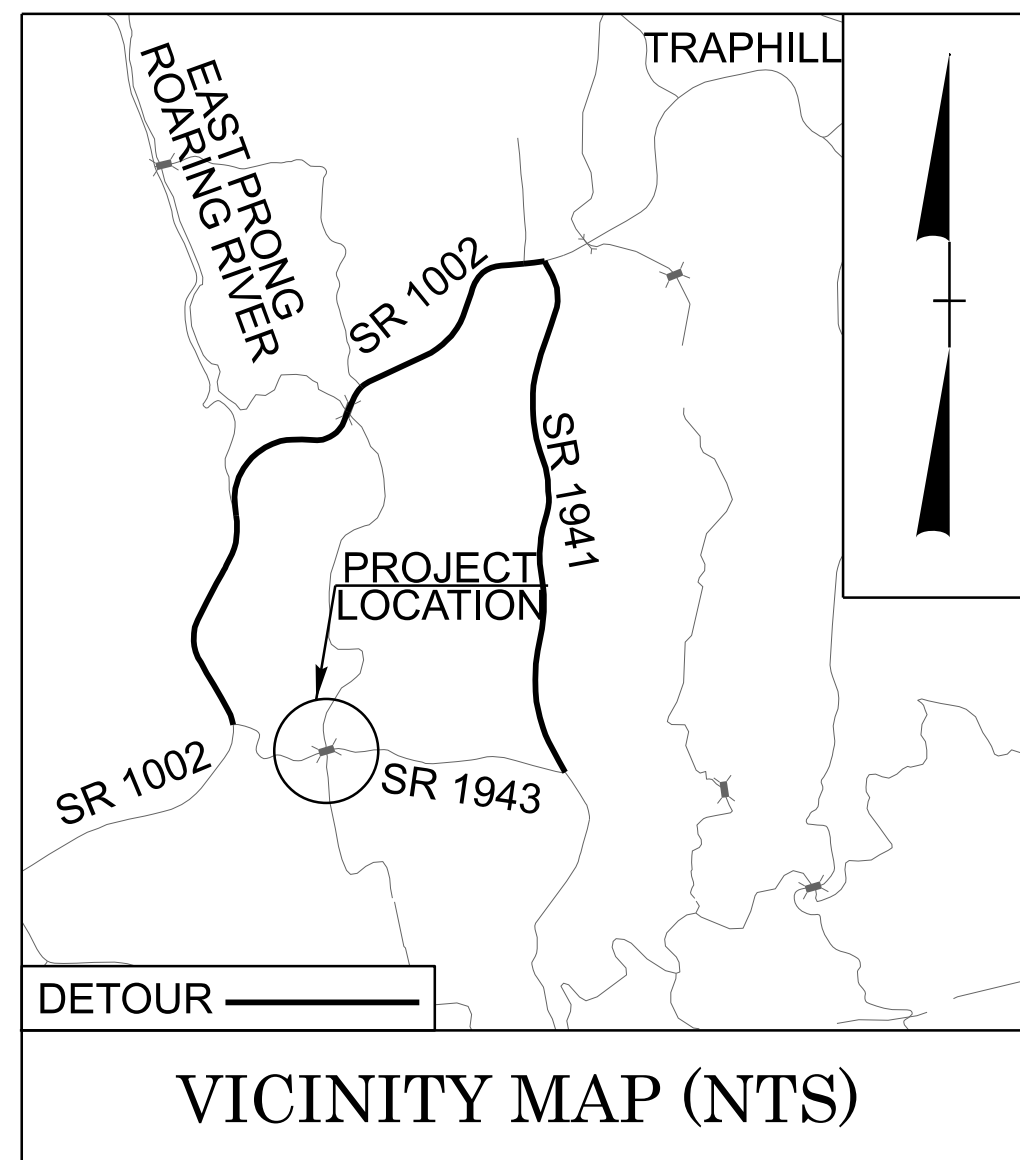 TRAPHILL
EAST PRONG
ROARING RIVER
SR 1002
SR 1941
PROJECT
LOCATION
SR 1002
SR 1943
DETOUR
VICINITY MAP (NTS)